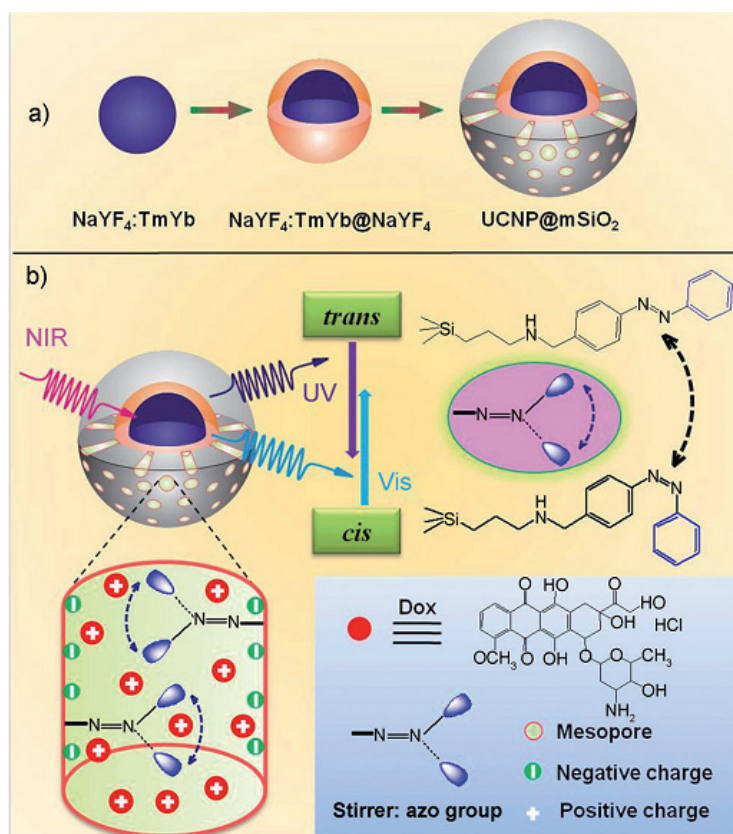 a)
NaYF₄:TmYb
NaYF₄:TmYb@NaYF₄
UCNP@mSiO₂
b)
NIR
UV
Vis
trans
cis
Si
H
N
N=N
N=N
Si
H
N
N=N
N=N
N=N
Dox
O
OH
O
OH
HCl
OH
OCH₃
O
OH
O
O
CH₃
OH
NH₂
N=N
Stirrer: azo group
Mesopore
Negative charge
Positive charge